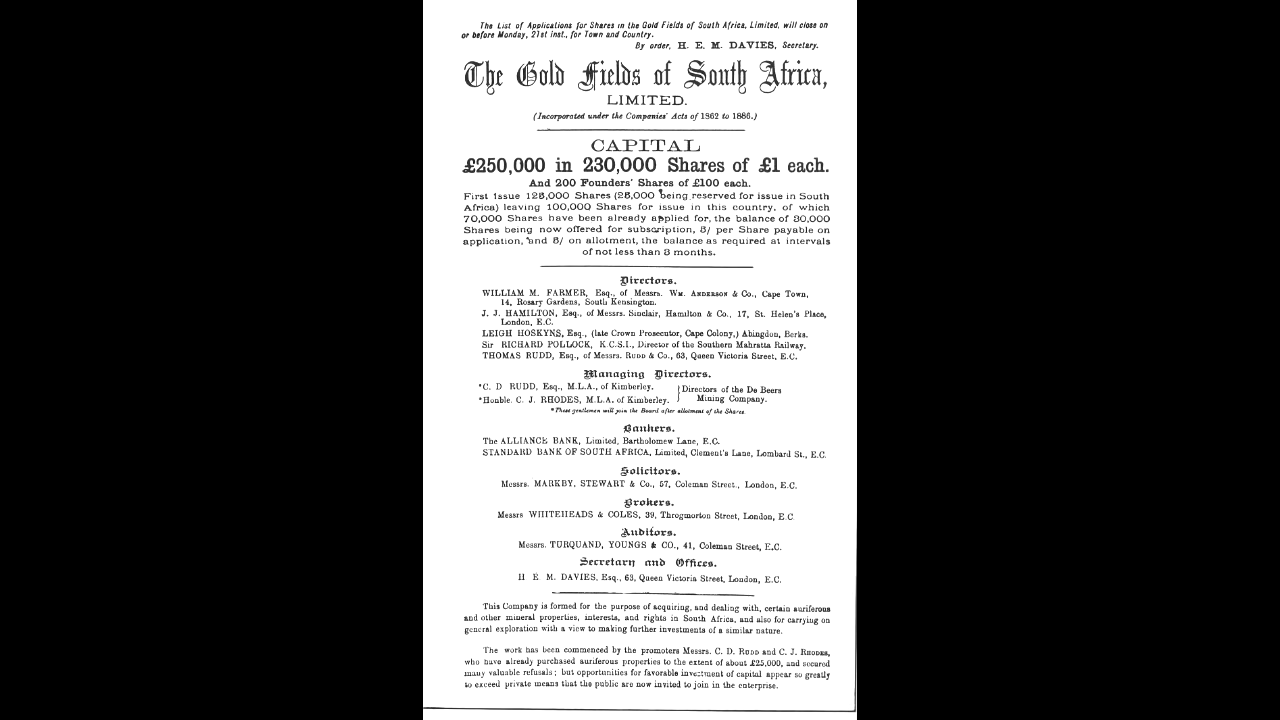 The List of Applications for Shares in the Gold Fields of South Africa, Limited, will close on
or before Monday, 21st inst., for Town and Country.
By order, H. E. M. DAVIES, Secretary.
The Gold Fields of South Africa,
LIMITED.
(Incorporated under the Companies' Acts of 1862 to 1886.)
CAPITAL
£250,000 in 230,000 Shares of £1 each.
And 200 Founders' Shares of £100 each.
First Issue 125,000 Shares (25,000 being reserved for issue in South
Africa) leaving 100,000 Shares for issue in this country, of which
70,000 Shares have been already applied for, the balance of 30,000
Shares being now offered for subscription, 5/ per Share payable on
application, and 5/ on allotment, the balance as required at intervals
of not less than 3 months.
Directors.
WILLIAM M. FARMER, Esq., of Messrs. WM. ANDERSON & Co., Cape Town,
14, Rosary Gardens, South Kensington.
J. J. HAMILTON, Esq., of Messrs. Sinclair, Hamilton & Co., 17, St. Helen's Place,
London, E.C.
LEIGH HOSKYNS, Esq., (late Crown Prosecutor, Cape Colony,) Abingdon, Berks.
Sir RICHARD POLLOCK, K.C.S.I., Director of the Southern Mahratta Railway.
THOMAS RUDD, Esq., of Messrs. RUDD & Co., 63, Queen Victoria Street, E.C.
Managing Directors.
*C. D RUDD, Esq., M.L.A., of Kimberley.
*Honble. C. J. RHODES, M.L.A. of Kimberley.
Directors of the De Beers
Mining Company.
*These gentlemen will join the Board after allotment of the Shares.
Bankers.
The ALLIANCE BANK, Limited, Bartholomew Lane, E.C.
STANDARD BANK OF SOUTH AFRICA, Limited, Clement's Lane, Lombard St., E.C.
Solicitors.
Messrs. MARKBY, STEWART & Co., 57, Coleman Street., London, E.C.
Brokers.
Messrs WHITEHEADS & COLES, 39, Throgmorton Street, London, E.C.
Auditors.
Messrs. TURQUAND, YOUNGS & CO., 41, Coleman Street, E.C.
Secretary and Offices.
H E M. DAVIES, Esq., 63, Queen Victoria Street, London, E.C.
This Company is formed for the purpose of acquiring, and dealing with, certain auriferous
and other mineral properties, interests, and rights in South Africa, and also for carrying on
general exploration with a view to making further investments of a similar nature.
The work has been commenced by the promoters Messrs. C. D. RUDD and C. J. RHODES,
who have already purchased auriferous properties to the extent of about £25,000, and secured
many valuable refusals; but opportunities for favorable investment of capital appear so greatly
to exceed private means that the public are now invited to join in the enterprise.